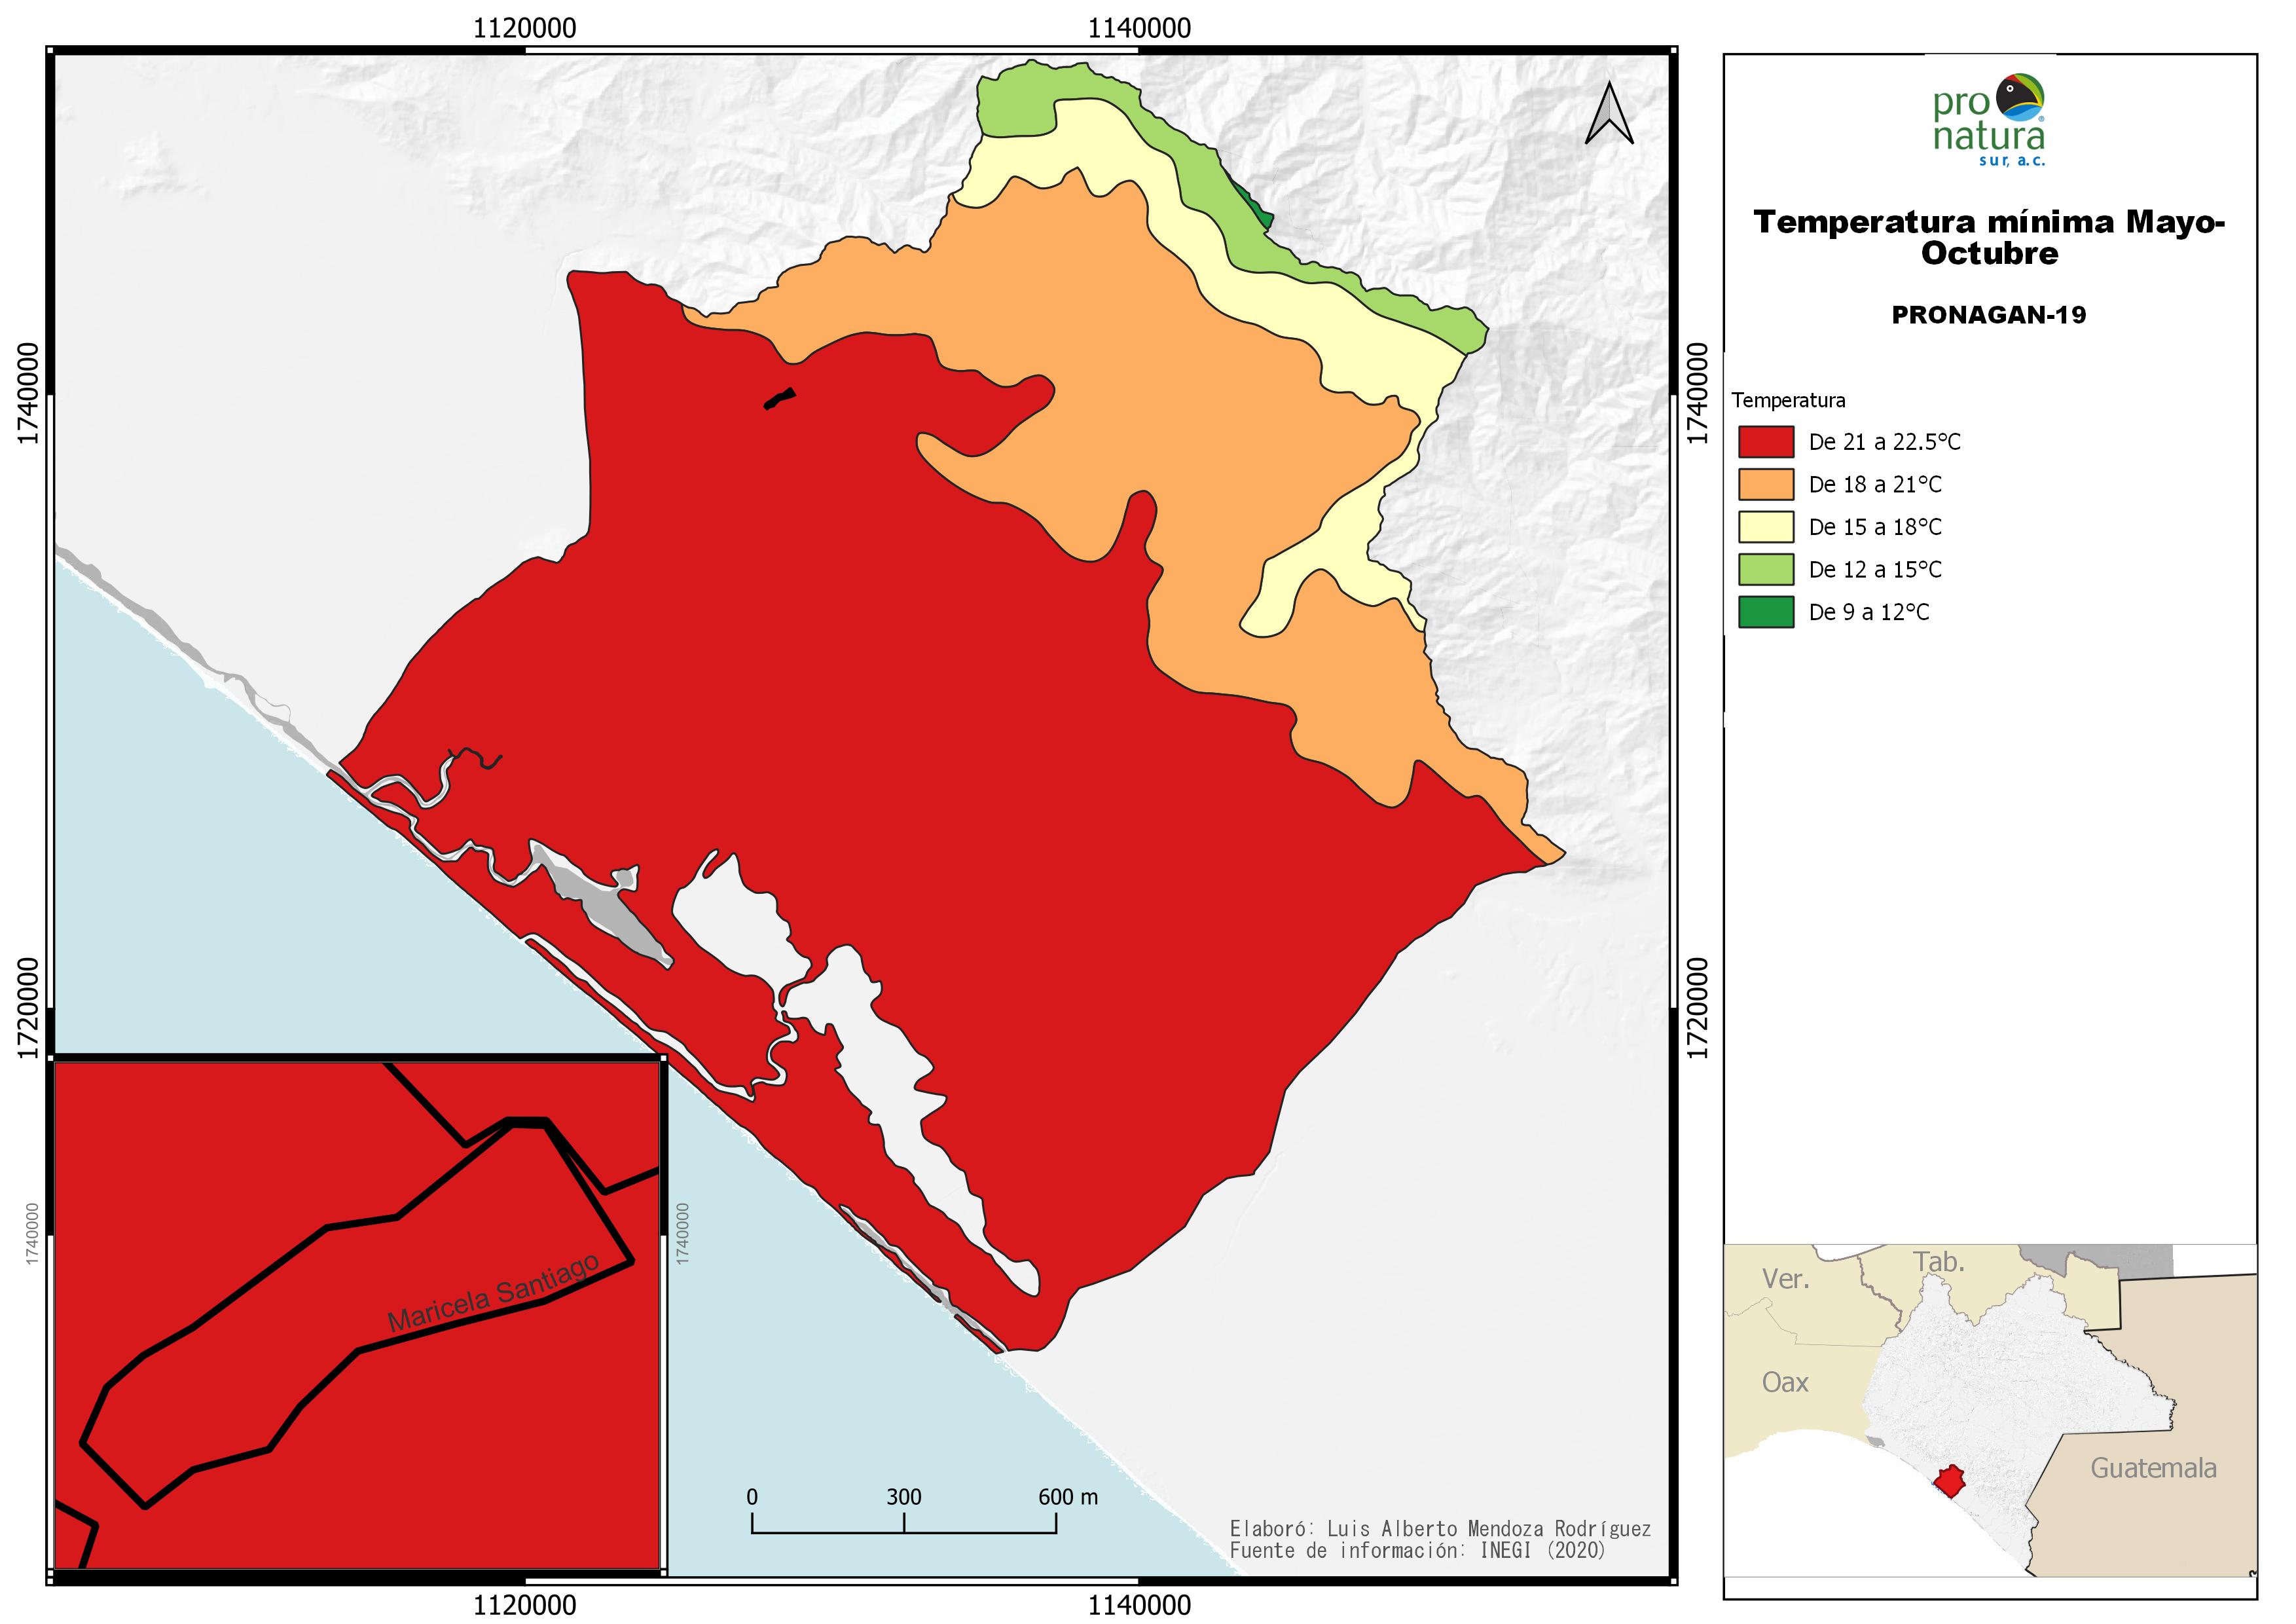 1120000
1140000
1740000
1740000
1720000
1720000
1740000
1740000
Maricela Santiago
0 300 600 m
Elaboró: Luis Alberto Mendoza Rodríguez
Fuente de información: INEGI (2020)
1120000
1140000
pro
natura
sur, a.c.
Temperatura mínima Mayo-
Octubre
PRONAGAN-19
Temperatura
De 21 a 22.5°C
De 18 a 21°C
De 15 a 18°C
De 12 a 15°C
De 9 a 12°C
Ver.
Tab.
Oax
Guatemala